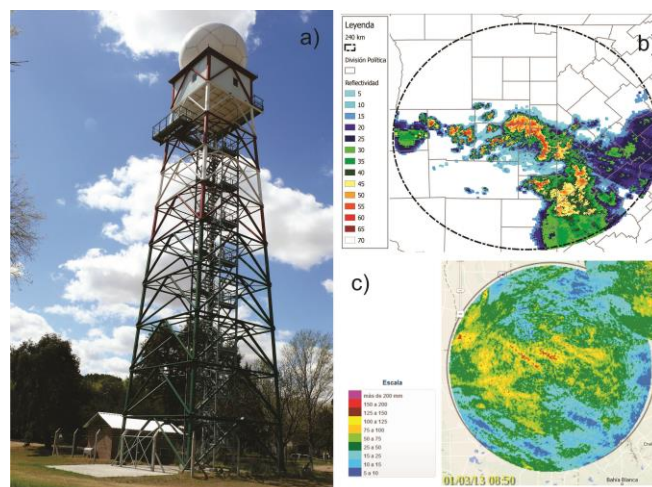 a)
Leyenda
240 km
División Política
Reflectividad
5
10
15
20
25
30
35
40
45
50
55
60
65
70
b)
c)
Escala
más de 200 mm
150 a 200
125 a 150
100 a 125
75 a 100
50 a 75
25 a 50
15 a 25
10 a 15
5 a 10
01/03/13 08:50
Bahía Blanca